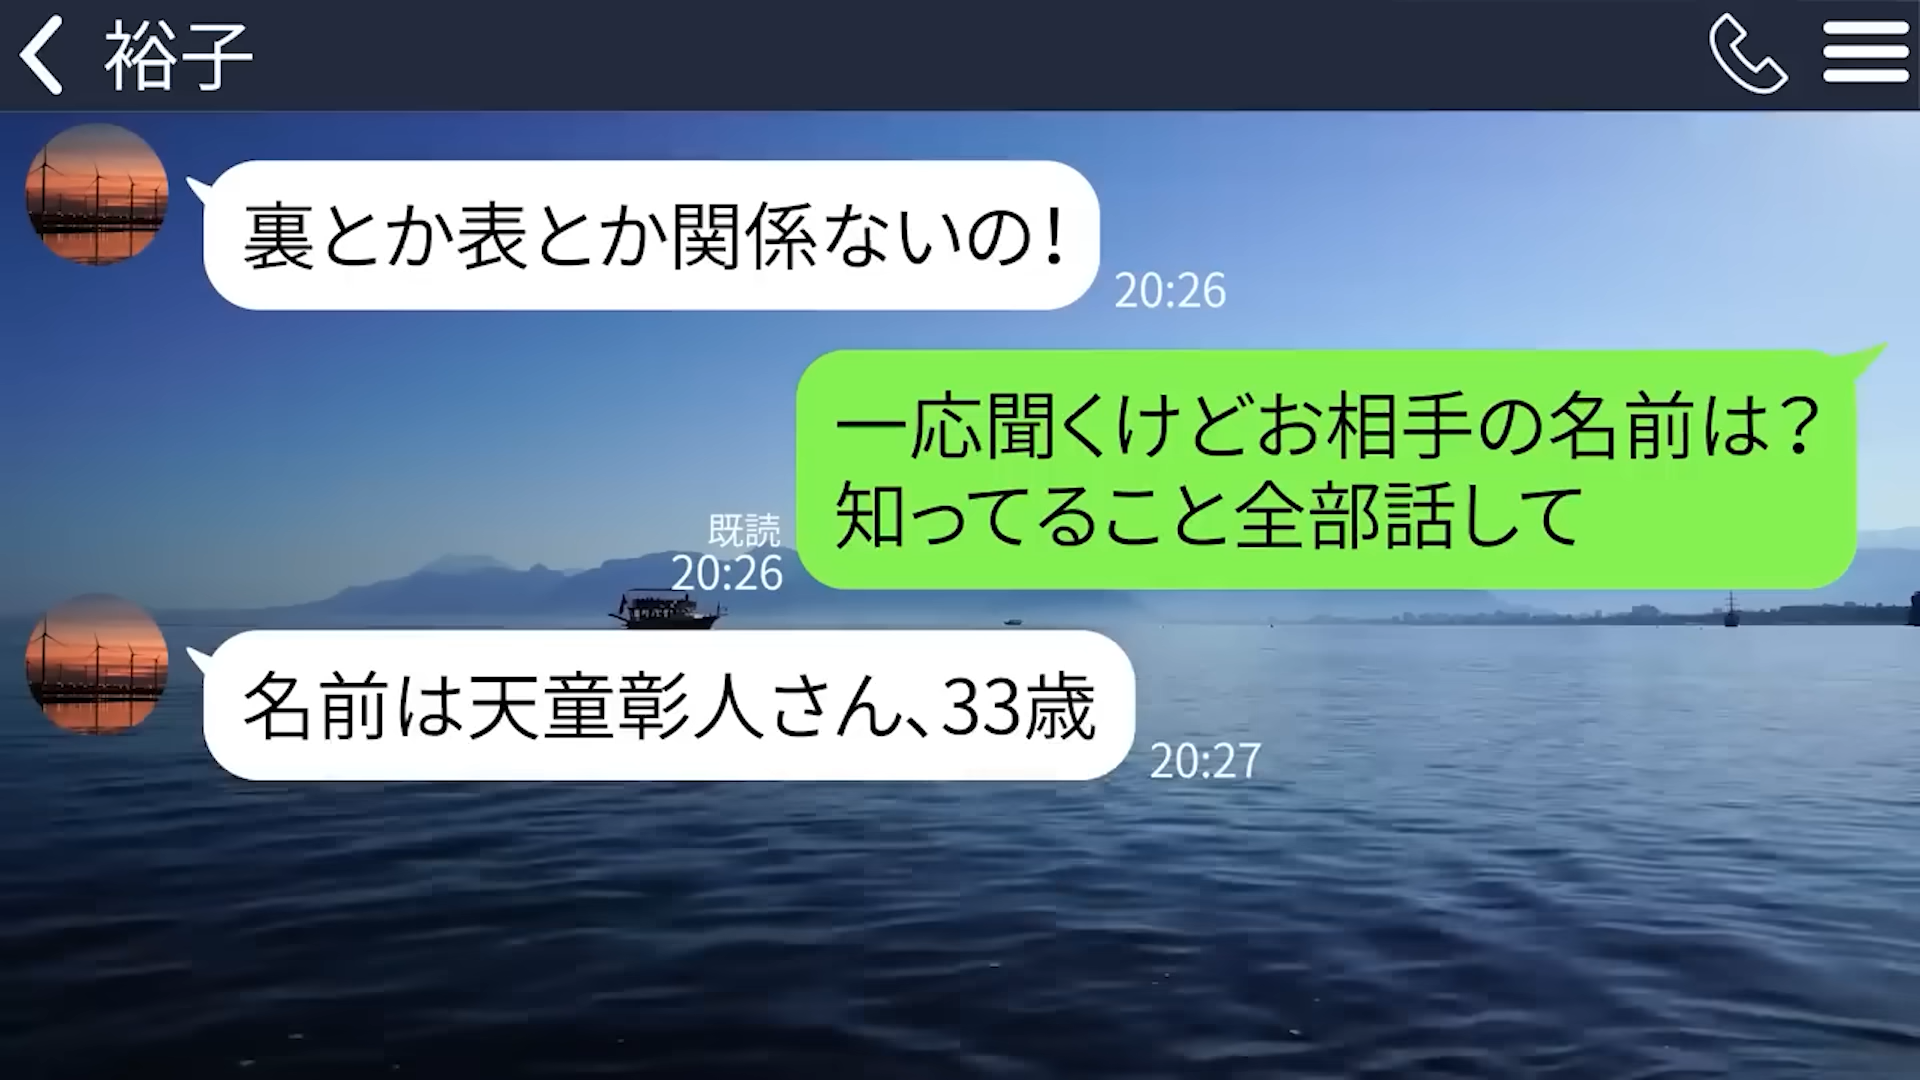 裕子
裏とか表とか関係ないの!
20:26
一応聞くけどお相手の名前は?
知ってること全部話して
既読
20:26
名前は天童彰人さん、33歳
20:27